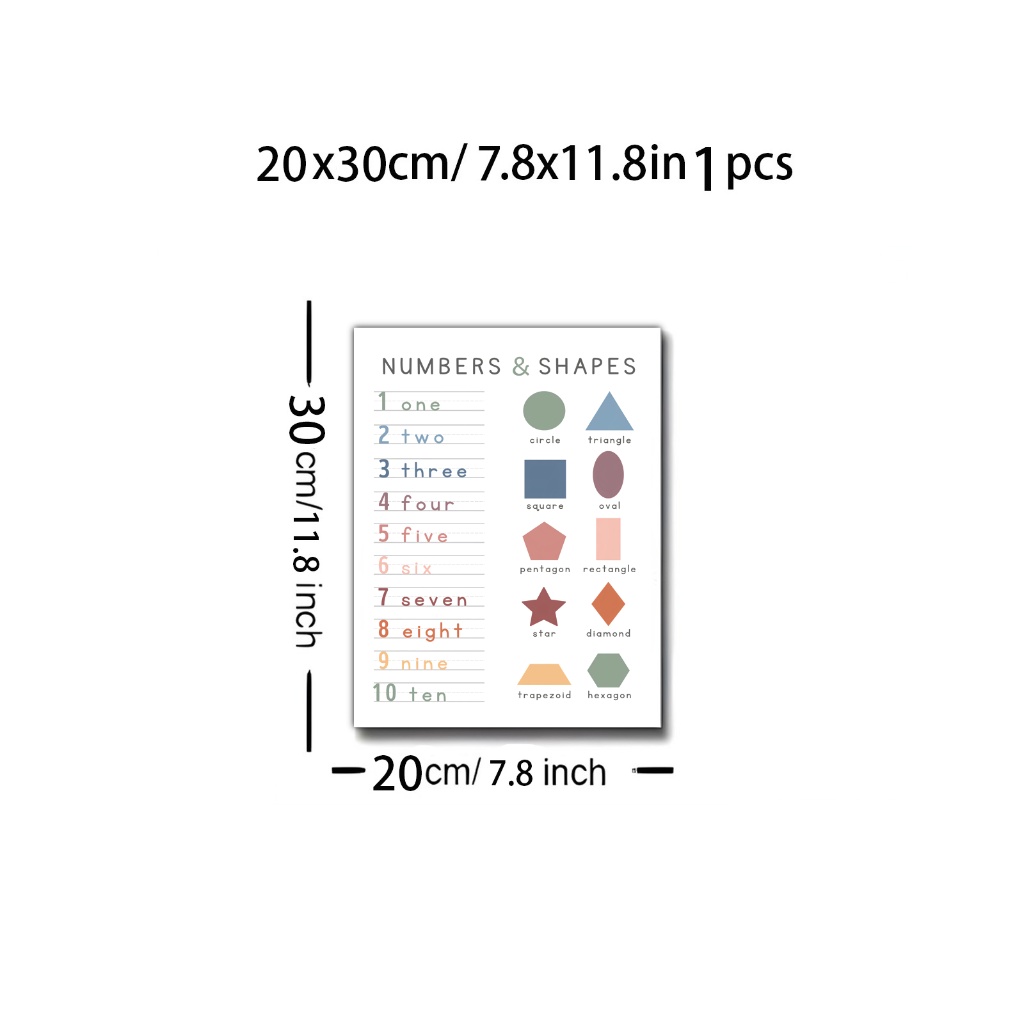 20x30cm/ 7.8x11.8in 1 pcs
30 cm/11.8 inch
NUMBERS & SHAPES
1 one
2 two
3 three
4 four
5 five
6 six
7 seven
8 eight
9 nine
10 ten
circle triangle
square oval
pentagon rectangle
star diamond
trapezoid hexagon
20cm/ 7.8 inch